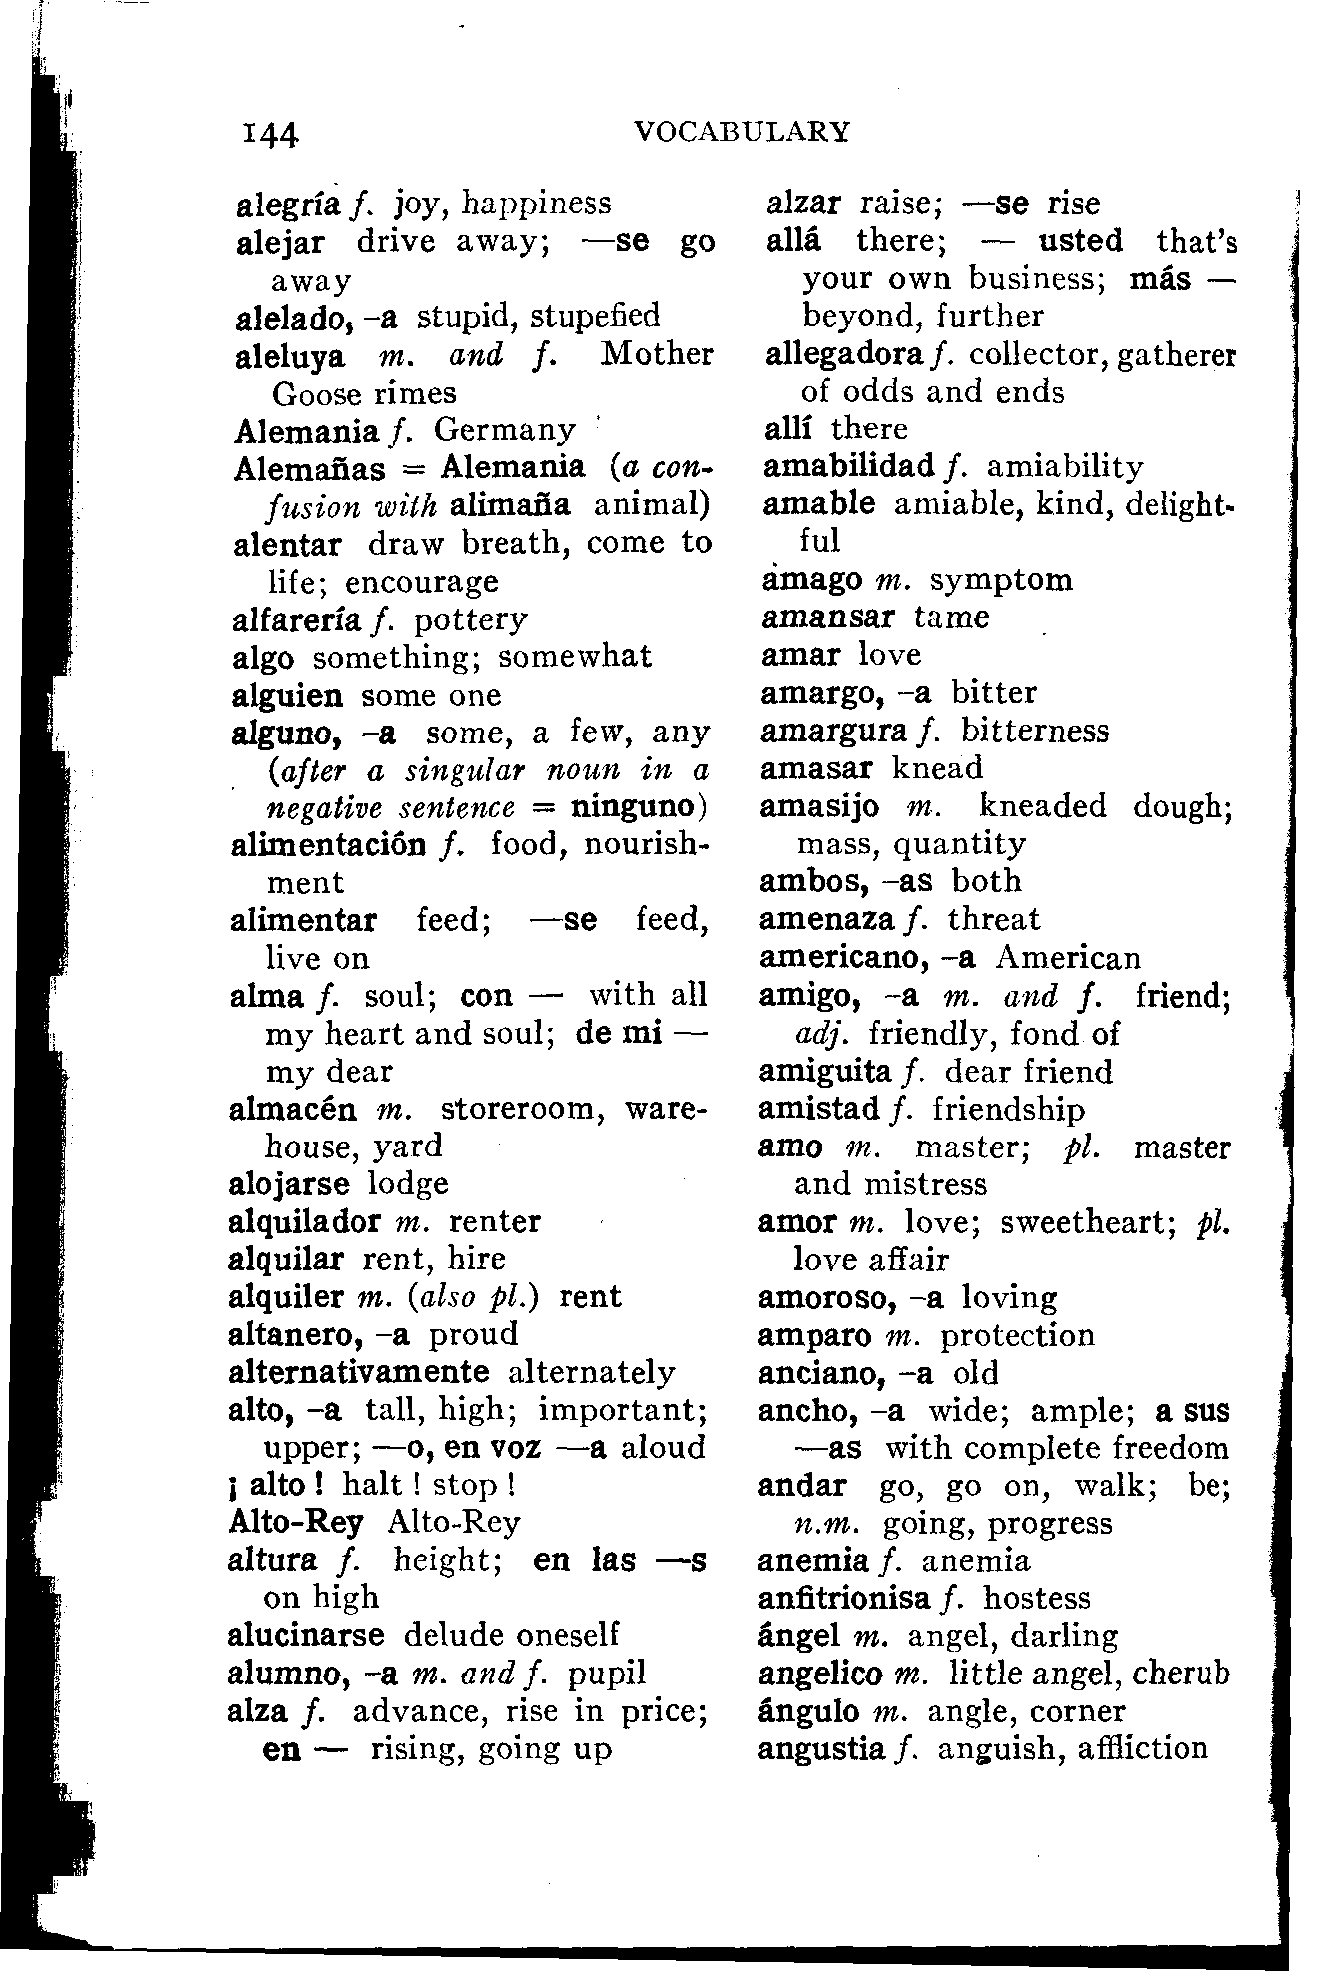 144
VOCABULARY
alegría f. joy, happiness
alejar drive away; —se go
away
alelado, –a stupid, stupefied
aleluya m. and f. Mother
Goose rimes
Alemania f. Germany
Alemañas = Alemania (a con-
fusion with alimaña animal)
alentar draw breath, come to
life; encourage
alfarería f. pottery
algo something; somewhat
alguien some one
alguno, –a some, a few, any
(after a singular noun in a
negative sentence = ninguno)
alimentación f. food, nourish-
ment
alimentar feed; —se feed,
live on
alma f. soul; con — with all
my heart and soul; de mi —
my dear
almacén m. storeroom, ware-
house, yard
alojarse lodge
alquilador m. renter
alquilar rent, hire
alquiler m. (also pl.) rent
altanero, –a proud
alternativamente alternately
alto, –a tall, high; important;
upper; —o, en voz —a aloud
¡ alto ! halt ! stop !
Alto-Rey Alto-Rey
altura f. height; en las —s
on high
alucinarse delude oneself
alumno, –a m. and f. pupil
alza f. advance, rise in price;
en — rising, going up
alzar raise; —se rise
allá there; — usted that's
your own business; más —
beyond, further
allegadora f. collector, gatherer
of odds and ends
allí there
amabilidad f. amiability
amable amiable, kind, delight-
ful
ámago m. symptom
amansar tame
amar love
amargo, –a bitter
amargura f. bitterness
amasar knead
amasijo m. kneaded dough;
mass, quantity
ambos, –as both
amenaza f. threat
americano, –a American
amigo, –a m. and f. friend;
adj. friendly, fond of
amiguita f. dear friend
amistad f. friendship
amo m. master; pl. master
and mistress
amor m. love; sweetheart; pl.
love affair
amoroso, –a loving
amparo m. protection
anciano, –a old
ancho, –a wide; ample; a sus
—as with complete freedom
andar go, go on, walk; be;
n.m. going, progress
anemia f. anemia
anfitrionisa f. hostess
ángel m. angel, darling
angelico m. little angel, cherub
ángulo m. angle, corner
angustia f. anguish, affliction